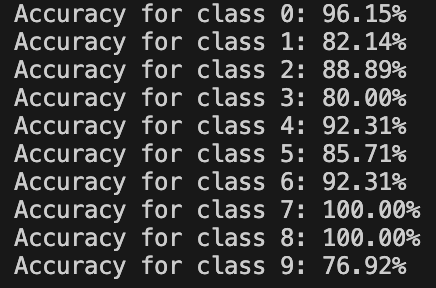 Accuracy for class 0: 96.15%
Accuracy for class 1: 82.14%
Accuracy for class 2: 88.89%
Accuracy for class 3: 80.00%
Accuracy for class 4: 92.31%
Accuracy for class 5: 85.71%
Accuracy for class 6: 92.31%
Accuracy for class 7: 100.00%
Accuracy for class 8: 100.00%
Accuracy for class 9: 76.92%